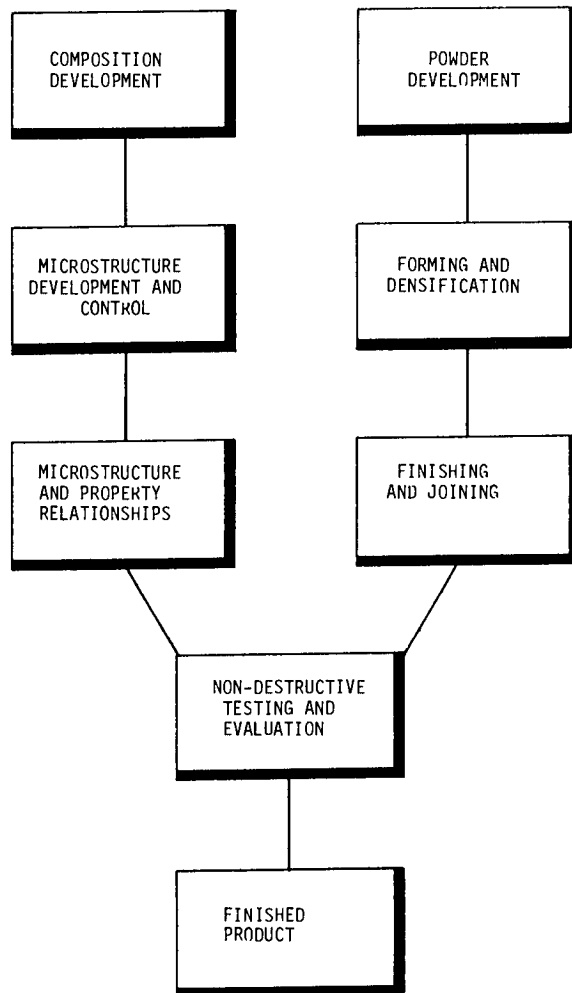 COMPOSITION
DEVELOPMENT
POWDER
DEVELOPMENT
MICROSTRUCTURE
DEVELOPMENT AND
CONTROL
FORMING AND
DENSIFICATION
MICROSTRUCTURE
AND PROPERTY
RELATIONSHIPS
FINISHING
AND JOINING
NON-DESTRUCTIVE
TESTING AND
EVALUATION
FINISHED
PRODUCT